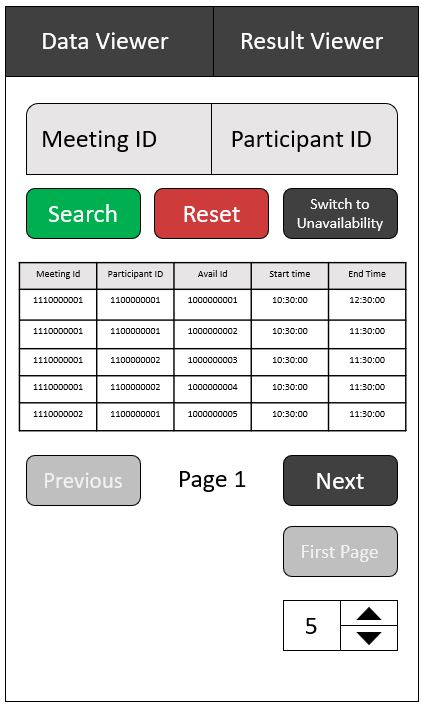 Data Viewer Result Viewer
Meeting ID Participant ID
Search Reset Switch to
Unavailability
Meeting Id Participant ID Avail Id Start time End Time
1110000001 1100000001 1000000001 10:30:00 12:30:00
1110000001 1100000001 1000000002 10:30:00 11:30:00
1110000001 1100000002 1000000003 10:30:00 11:30:00
1110000001 1100000002 1000000004 10:30:00 11:30:00
1110000002 1100000001 1000000005 10:30:00 11:30:00
Previous Page 1 Next
First Page
5